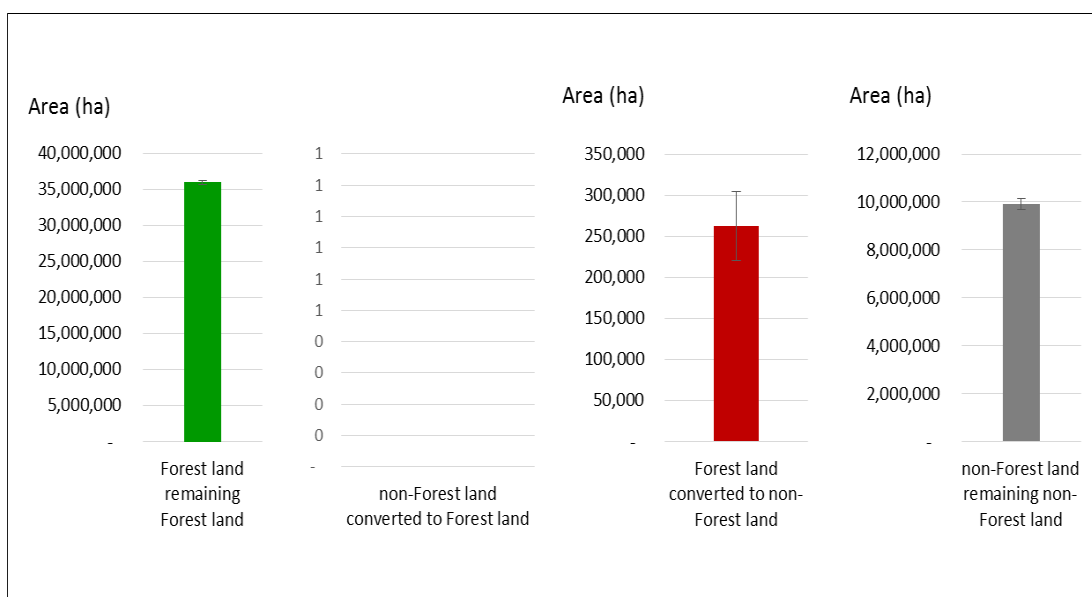 Area (ha)
40,000,000
35,000,000
30,000,000
25,000,000
20,000,000
15,000,000
10,000,000
5,000,000
-
Forest land
remaining
Forest land
1
1
1
1
1
1
0
0
0
0
-
non-Forest land
converted to Forest land
Area (ha)
350,000
300,000
250,000
200,000
150,000
100,000
50,000
-
Forest land
converted to non-
Forest land
Area (ha)
12,000,000
10,000,000
8,000,000
6,000,000
4,000,000
2,000,000
-
non-Forest land
remaining non-
Forest land